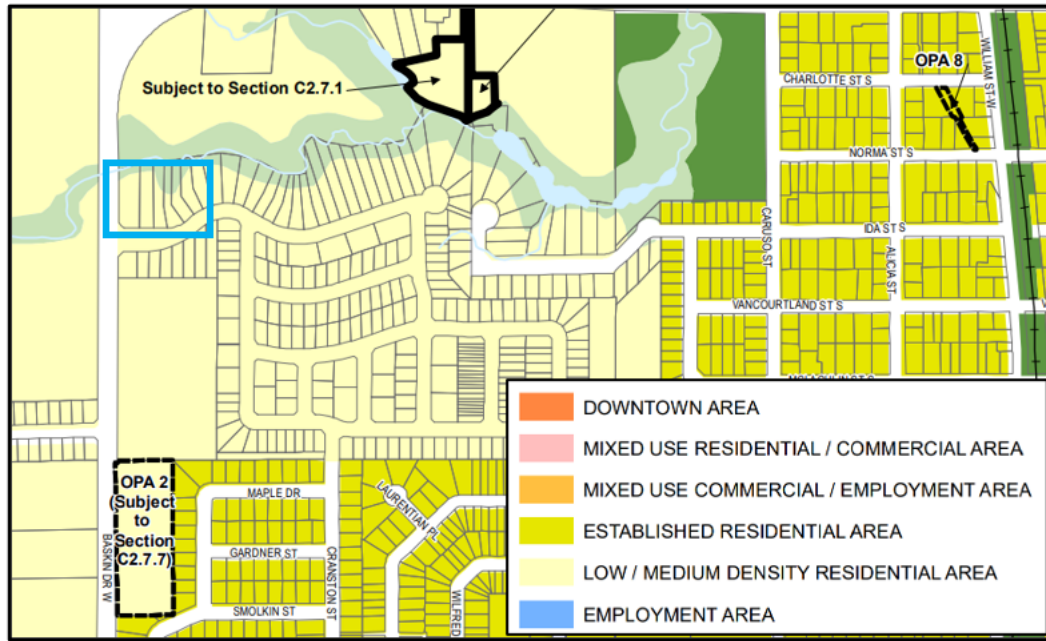 Subject to Section C2.7.1
OPA 8
WILLIAM ST-W
CHARLOTTE ST S
NORMA ST S
CARUSO ST
IDA ST S
ALICIA ST
VANCOURTLAND ST S
V
MCLACHLIN ST S
OPA 2
(Subject
to
Section
C2.7.7)
BASKIN DR W
MAPLE DR
LAURENTIAN PL
GARDNER ST
CRANSTON ST
SMOLKIN ST
WILFRED
DOWNTOWN AREA
MIXED USE RESIDENTIAL / COMMERCIAL AREA
MIXED USE COMMERCIAL / EMPLOYMENT AREA
ESTABLISHED RESIDENTIAL AREA
LOW / MEDIUM DENSITY RESIDENTIAL AREA
EMPLOYMENT AREA